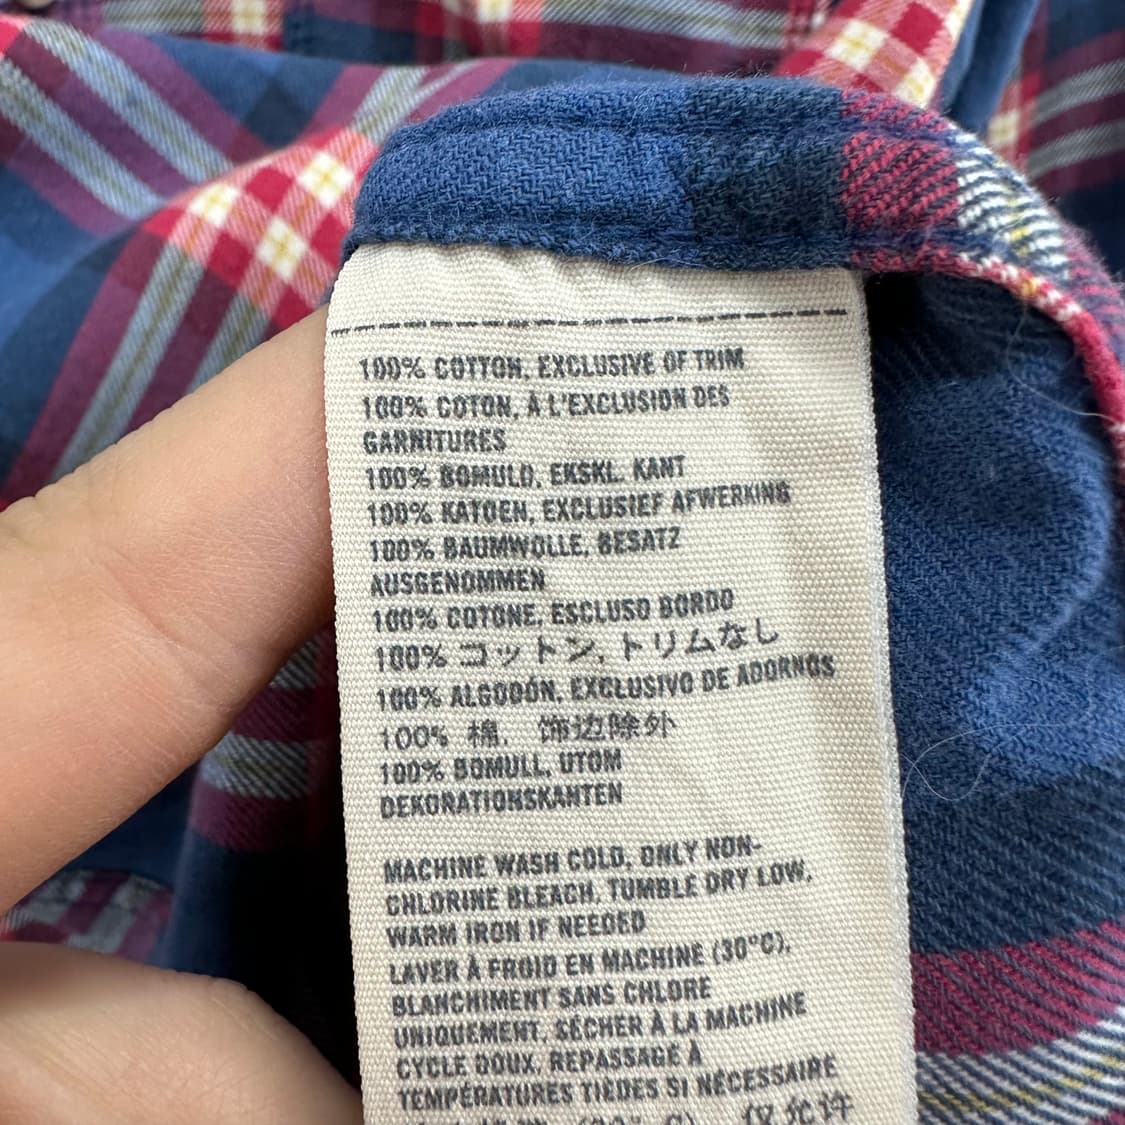 100% COTTON, EXCLUSIVE OF TRIM
100% COTON, À L'EXCLUSION DES
GARNITURES
100% BOMULD, EKSKL. KANT
100% KATOEN, EXCLUSIEF AFWERKING
100% BAUMWOLLE, BESATZ
AUSGENOMMEN
100% COTONE, ESCLUSO BORDO
100% コットン, トリムなし
100% ALGODÓN, EXCLUSIVO DE ADORNOS
100% 棉, 饰边除外
100% BOMULL, UTOM
DEKORATIONSKANTEN
MACHINE WASH COLD, ONLY NON-
CHLORINE BLEACH, TUMBLE DRY LOW,
WARM IRON IF NEEDED
LAVER À FROID EN MACHINE (30°C),
BLANCHIMENT SANS CHLORE
UNIQUEMENT, SÉCHER À LA MACHINE
CYCLE DOUX, REPASSAGE À
TEMPÉRATURES TIÈDES SI NÉCESSAIRE
仅允许